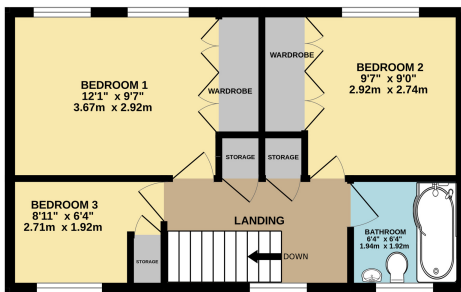 BEDROOM 1
12'1" x 9'7"
3.67m x 2.92m
WARDROBE
WARDROBE
BEDROOM 2
9'7" x 9'0"
2.92m x 2.74m
STORAGE
STORAGE
BEDROOM 3
8'11" x 6'4"
2.71m x 1.92m
STORAGE
LANDING
DOWN
BATHROOM
6'4" x 6'4"
1.94m x 1.92m